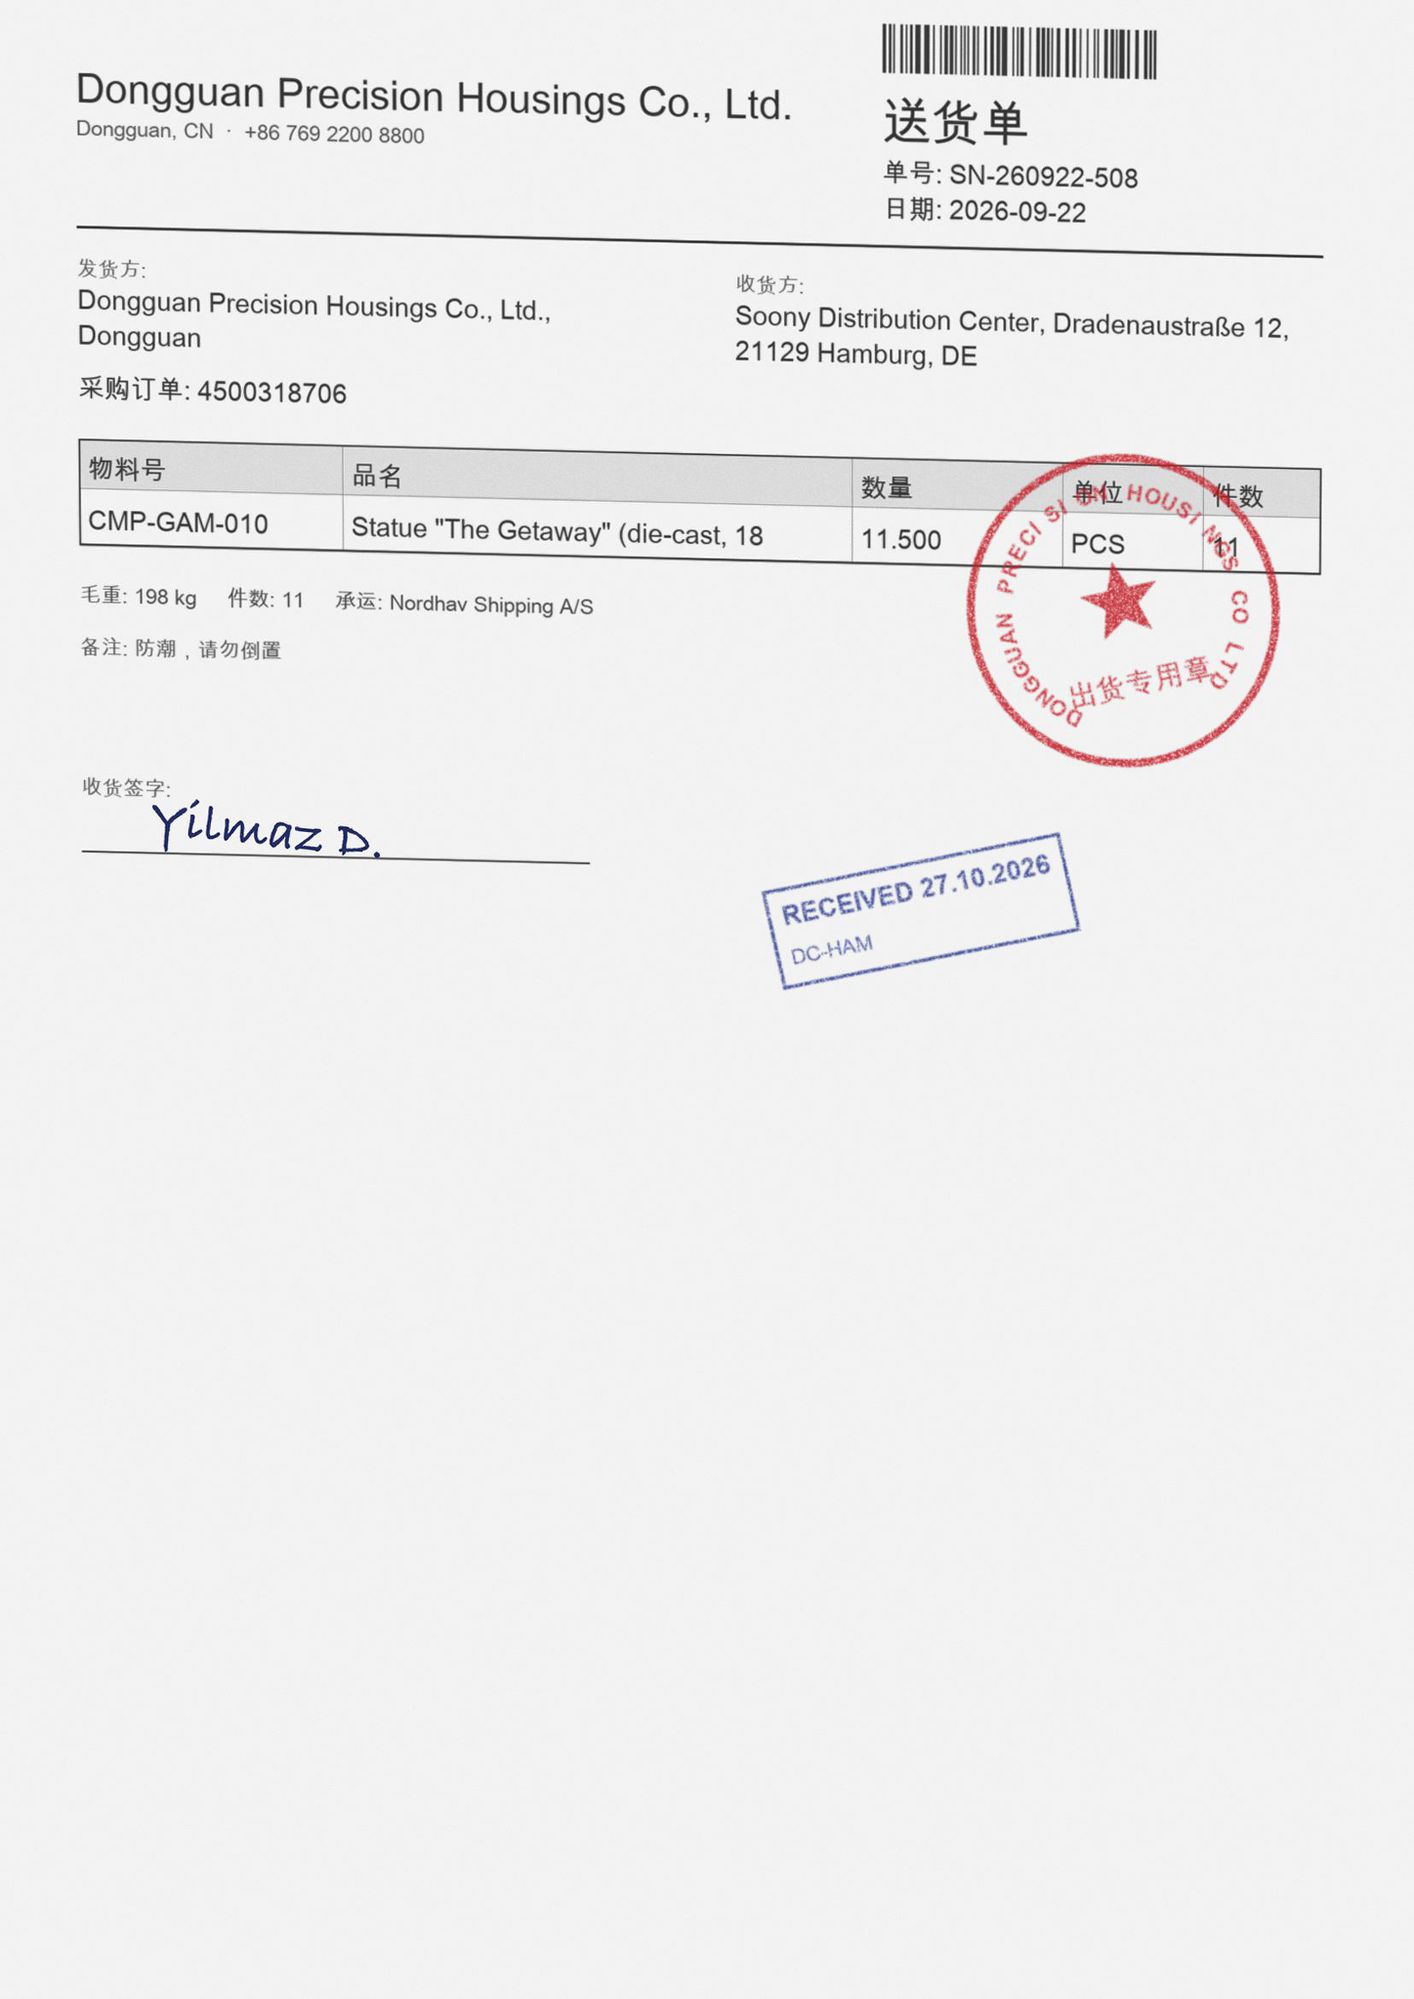 Dongguan Precision Housings Co., Ltd.
Dongguan, CN · +86 769 2200 8800
送货单
单号: SN-260922-508
日期: 2026-09-22
发货方:
Dongguan Precision Housings Co., Ltd.,
Dongguan
收货方:
Soony Distribution Center, Dradenaustraße 12,
21129 Hamburg, DE
采购订单: 4500318706
物料号 品名 数量 单位 件数
CMP-GAM-010 Statue "The Getaway" (die-cast, 18 11.500 PCS 11
毛重: 198 kg 件数: 11 承运: Nordhav Shipping A/S
备注: 防潮，请勿倒置
DONGGUAN PRECISION HOUSINGS CO LTD
出货专用章
收货签字:
Yilmaz D.
RECEIVED 27.10.2026
DC-HAM